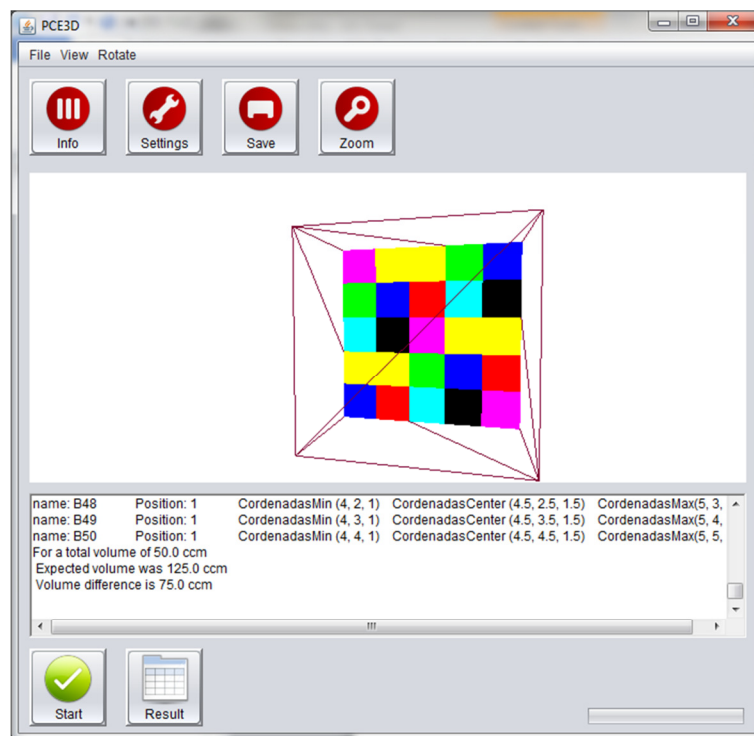 PCE3D
File View Rotate
Info Settings Save Zoom
name: B48 Position: 1 CordenadasMin (4, 2, 1) CordenadasCenter (4.5, 2.5, 1.5) CordenadasMax(5, 3,
name: B49 Position: 1 CordenadasMin (4, 3, 1) CordenadasCenter (4.5, 3.5, 1.5) CordenadasMax(5, 4,
name: B50 Position: 1 CordenadasMin (4, 4, 1) CordenadasCenter (4.5, 4.5, 1.5) CordenadasMax(5, 5,
For a total volume of 50.0 ccm
Expected volume was 125.0 ccm
Volume difference is 75.0 ccm
Start Result